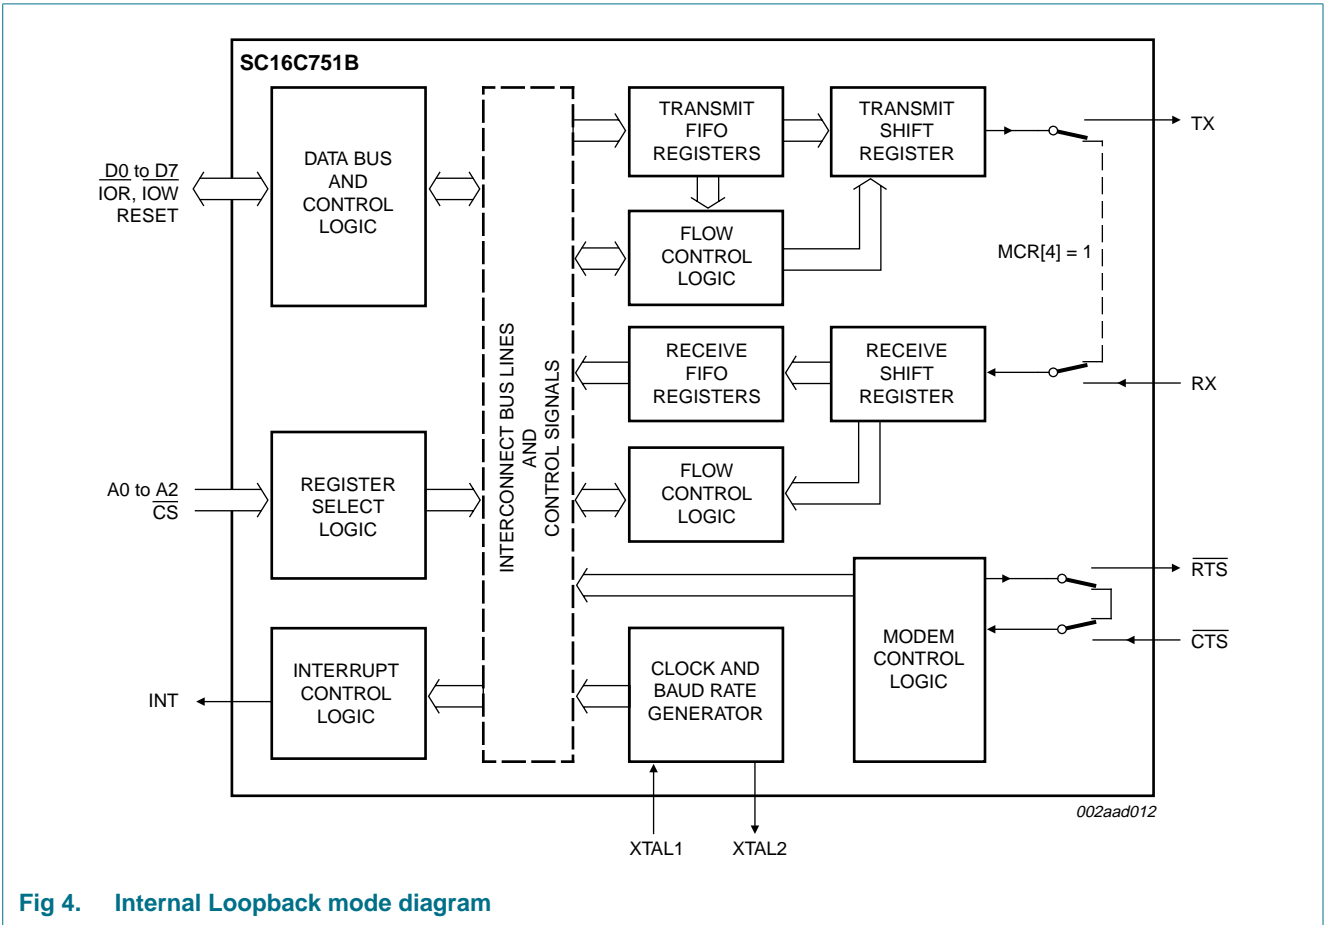 SC16C751B
D0 to D7
IOR, IOW
RESET
DATA BUS
AND
CONTROL
LOGIC
A0 to A2
CS
REGISTER
SELECT
LOGIC
INT
INTERRUPT
CONTROL
LOGIC
INTERCONNECT BUS LINES
AND
CONTROL SIGNALS
TRANSMIT
FIFO
REGISTERS
TRANSMIT
SHIFT
REGISTER
TX
FLOW
CONTROL
LOGIC
MCR[4] = 1
RECEIVE
FIFO
REGISTERS
RECEIVE
SHIFT
REGISTER
RX
FLOW
CONTROL
LOGIC
RTS
CTS
MODEM
CONTROL
LOGIC
CLOCK AND
BAUD RATE
GENERATOR
XTAL1
XTAL2
002aad012
Fig 4. Internal Loopback mode diagram